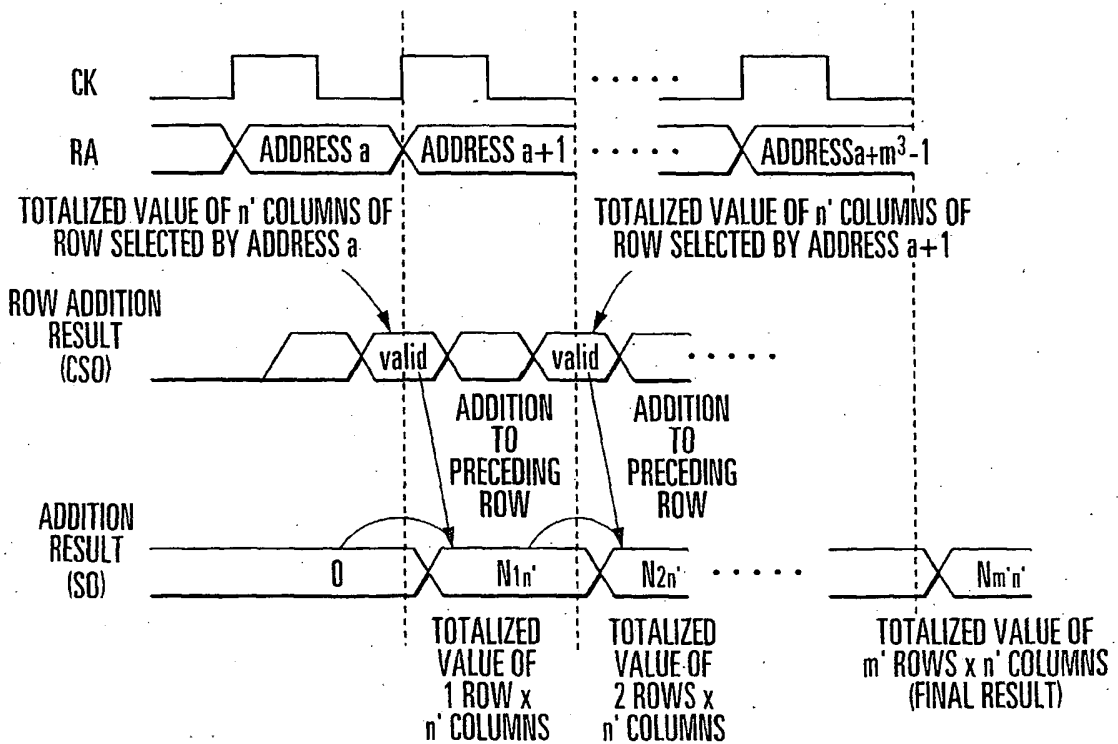 CK
.....
RA
ADDRESS a
ADDRESS a+1
.....
ADDRESSa+m³-1
TOTALIZED VALUE OF n' COLUMNS OF
ROW SELECTED BY ADDRESS a
TOTALIZED VALUE OF n' COLUMNS OF
ROW SELECTED BY ADDRESS a+1
ROW ADDITION
RESULT
(CSO)
valid
valid
.....
ADDITION
TO
PRECEDING
ROW
ADDITION
TO
PRECEDING
ROW
ADDITION
RESULT
(SO)
0
N1n'
N2n'
.....
Nm'n'
TOTALIZED
VALUE OF
1 ROW x
n' COLUMNS
TOTALIZED
VALUE OF
2 ROWS x
n' COLUMNS
TOTALIZED VALUE OF
m' ROWS x n' COLUMNS
(FINAL RESULT)